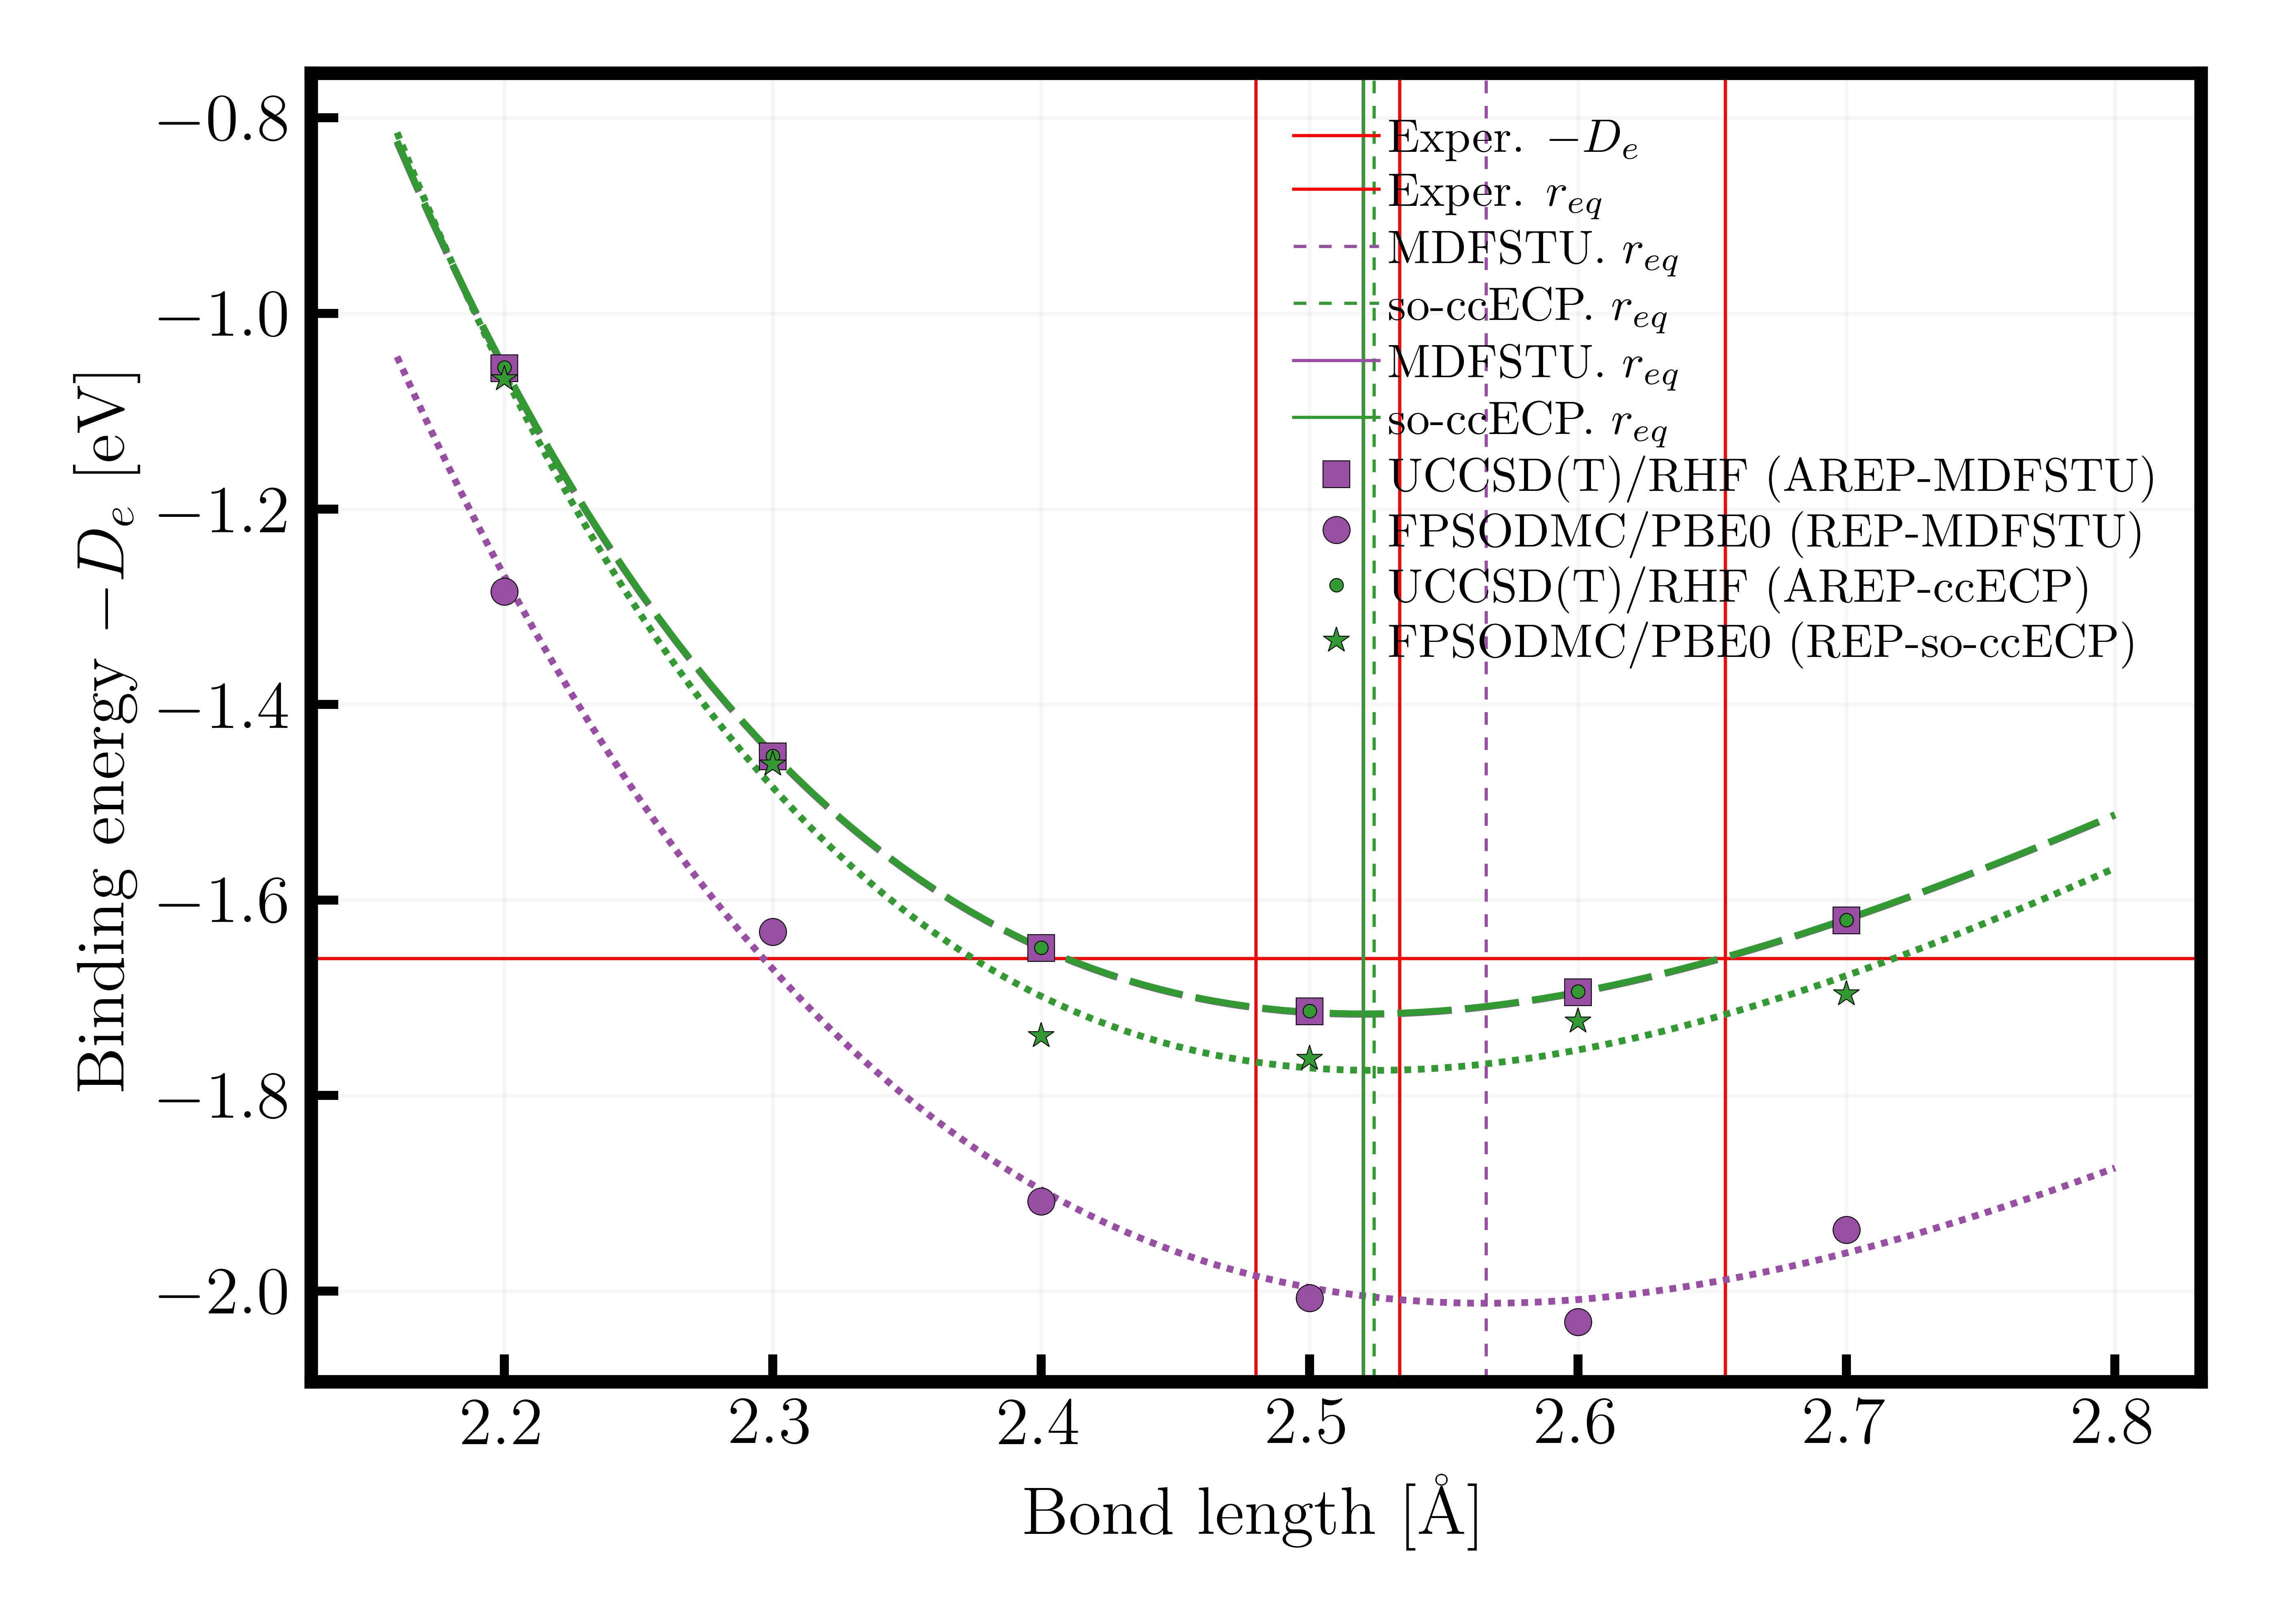 Binding energy −D_e [eV]
−0.8
−1.0
−1.2
−1.4
−1.6
−1.8
−2.0
Exper. −D_e
Exper. r_eq
MDFSTU. r_eq
so-ccECP. r_eq
MDFSTU. r_eq
so-ccECP. r_eq
UCCSD(T)/RHF (AREP-MDFSTU)
FPSODMC/PBE0 (REP-MDFSTU)
UCCSD(T)/RHF (AREP-ccECP)
FPSODMC/PBE0 (REP-so-ccECP)
2.2 2.3 2.4 2.5 2.6 2.7 2.8
Bond length [Å]